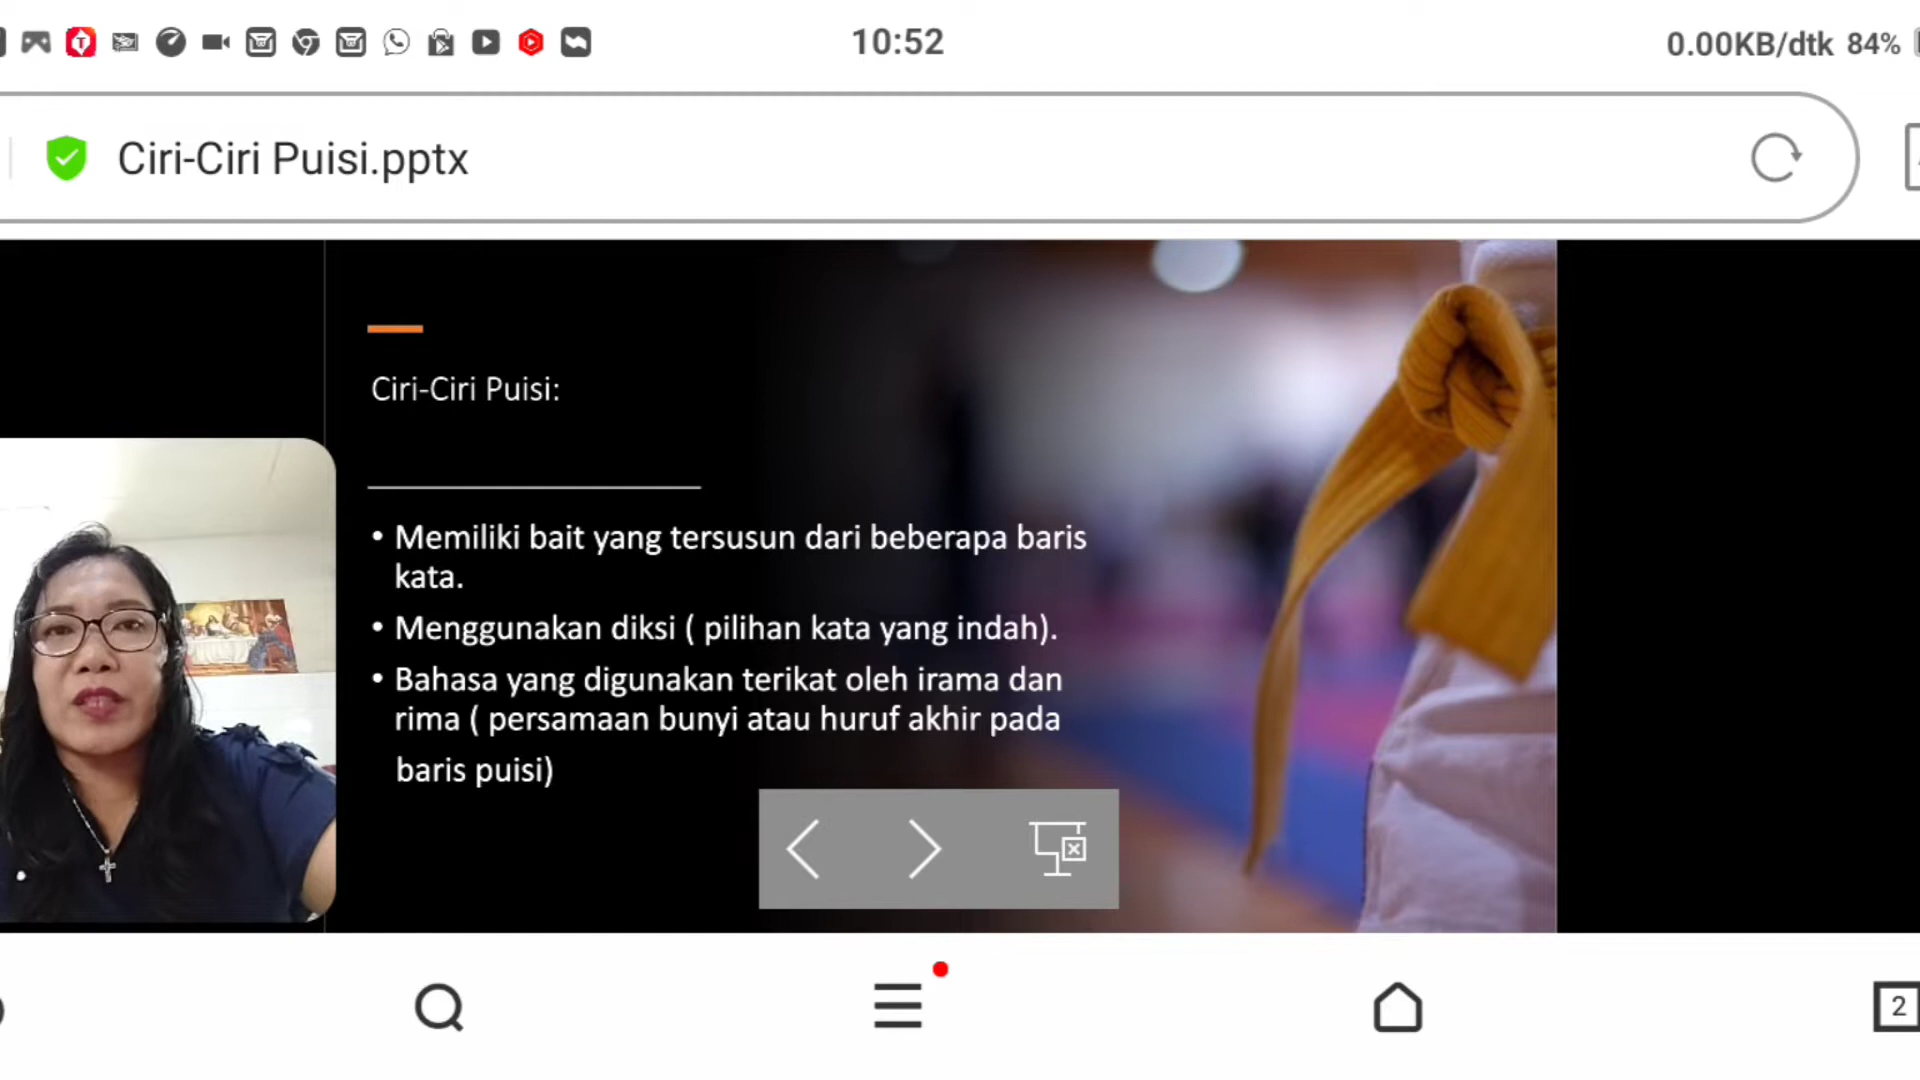 10:52
0.00KB/dtk 84%
Ciri-Ciri Puisi.pptx
Ciri-Ciri Puisi:
• Memiliki bait yang tersusun dari beberapa baris
kata.
• Menggunakan diksi ( pilihan kata yang indah).
• Bahasa yang digunakan terikat oleh irama dan
rima ( persamaan bunyi atau huruf akhir pada
baris puisi)
2